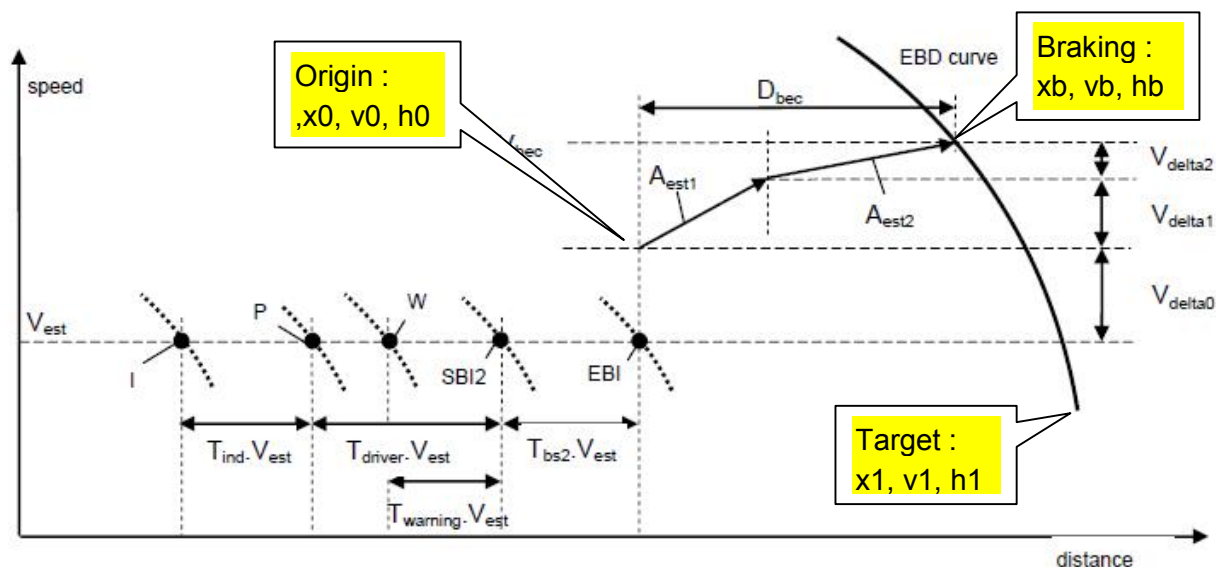 speed
Origin :
,x0, v0, h0
EBD curve
Braking :
xb, vb, hb
Dbec
bec
Vdelta2
Aest1
Aest2
Vdelta1
Vdelta0
Vest
I
P
W
SBI2
EBI
Tind.Vest
Tdriver.Vest
Tbs2.Vest
Twarning.Vest
Target :
x1, v1, h1
distance